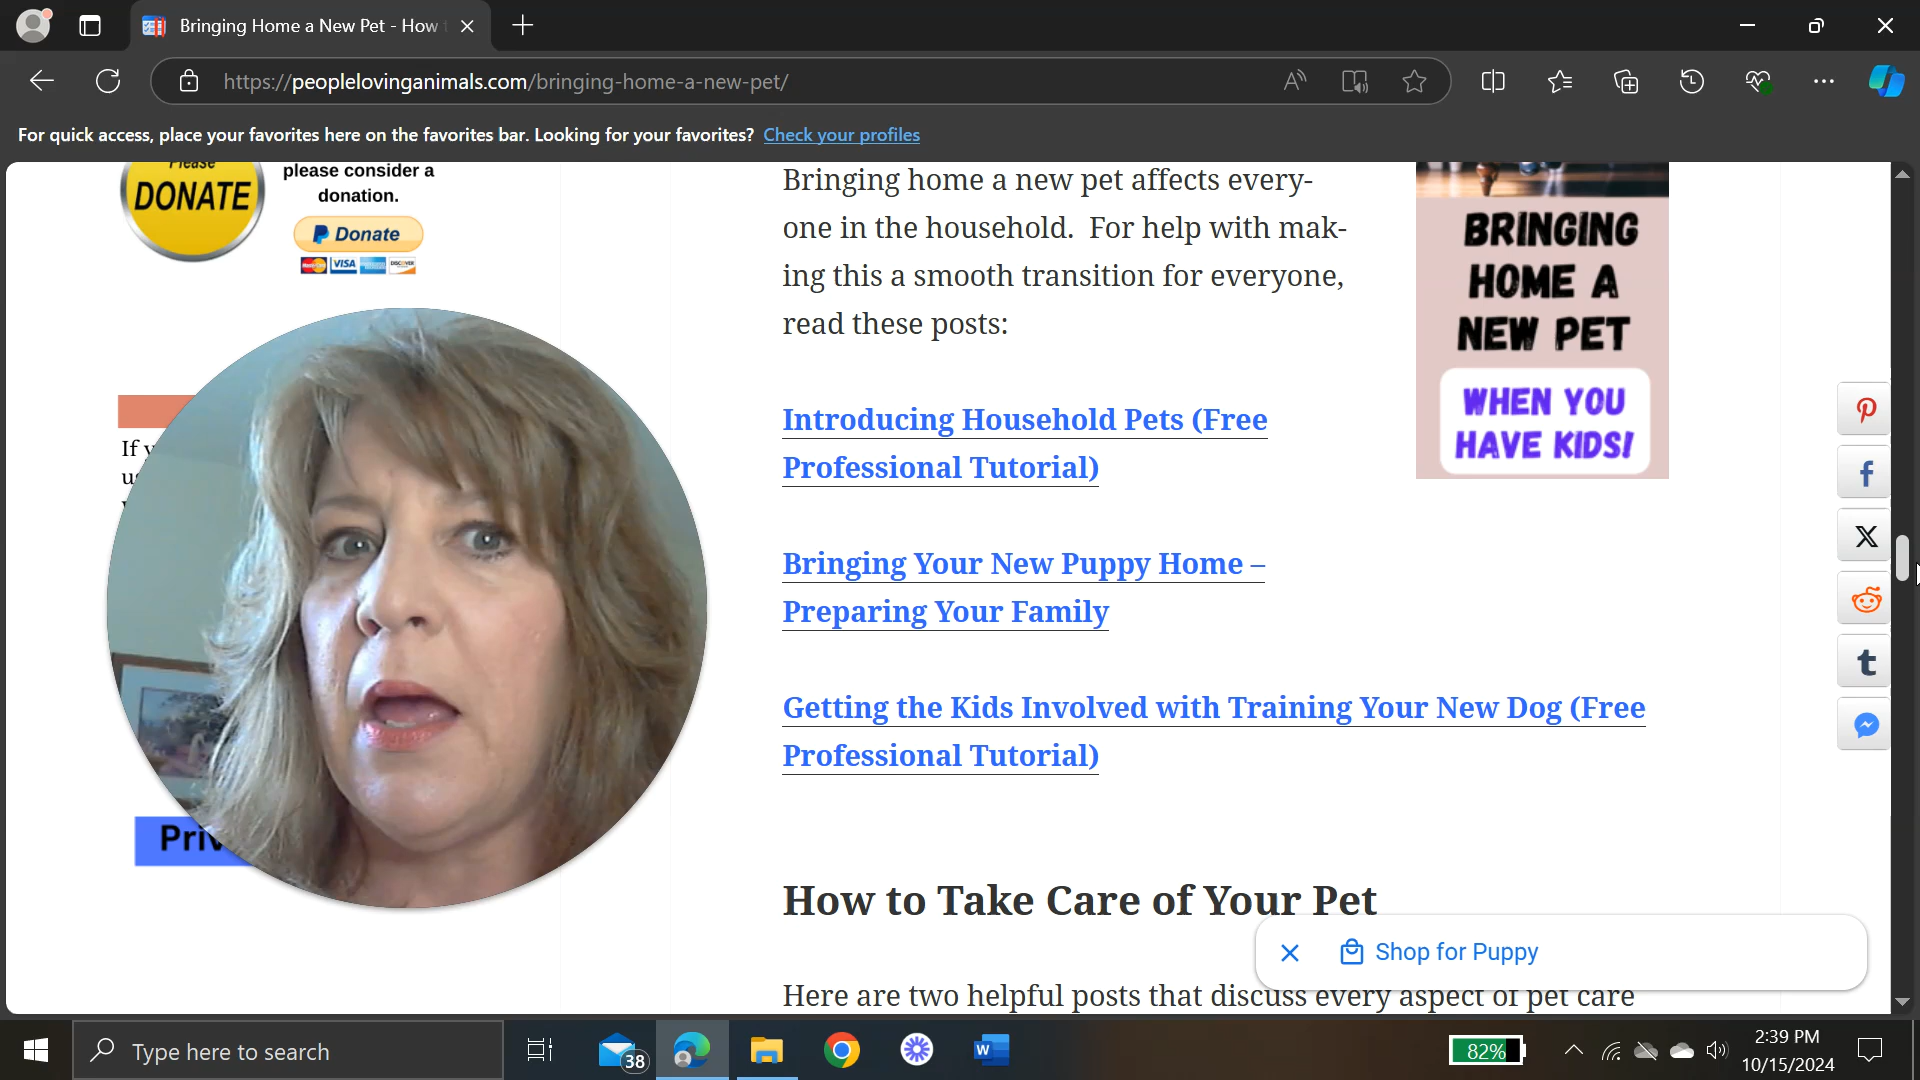 Bringing Home a New Pet - How
https://peoplelovinganimals.com/bringing-home-a-new-pet/
For quick access, place your favorites here on the favorites bar. Looking for your favorites? Check your profiles
Please
DONATE
please consider a
donation.
Donate
VISA
DISCOVER
If
Priv
Bringing home a new pet affects every-
one in the household. For help with mak-
ing this a smooth transition for everyone,
read these posts:
Introducing Household Pets (Free
Professional Tutorial)
Bringing Your New Puppy Home –
Preparing Your Family
Getting the Kids Involved with Training Your New Dog (Free
Professional Tutorial)
How to Take Care of Your Pet
Here are two helpful posts that discuss every aspect of pet care
BRINGING
HOME A
NEW PET
WHEN YOU
HAVE KIDS!
Shop for Puppy
Type here to search
38
82%
2:39 PM
10/15/2024